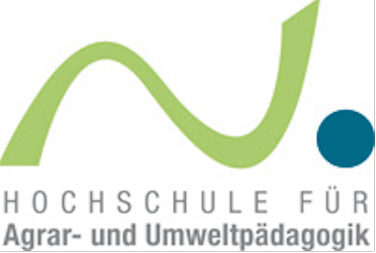 HOCHSCHULE FÜR
Agrar- und Umweltpädagogik